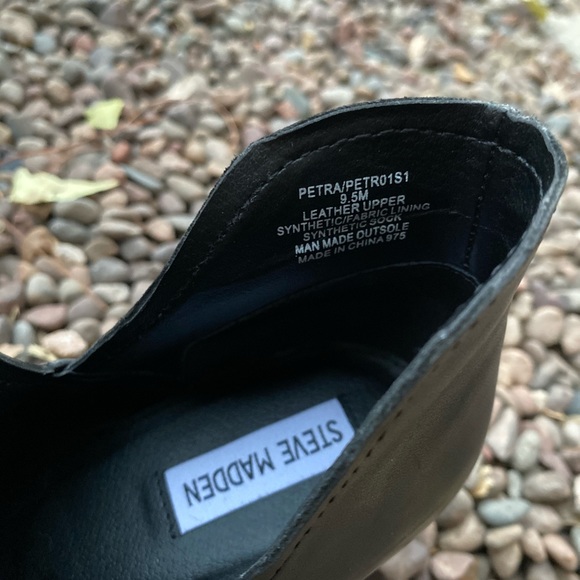 PETRA/PETR01S1
9.5M
LEATHER UPPER
SYNTHETIC/FABRIC LINING
SYNTHETIC SOCK
MAN MADE OUTSOLE
MADE IN CHINA 975
STEVE MADDEN